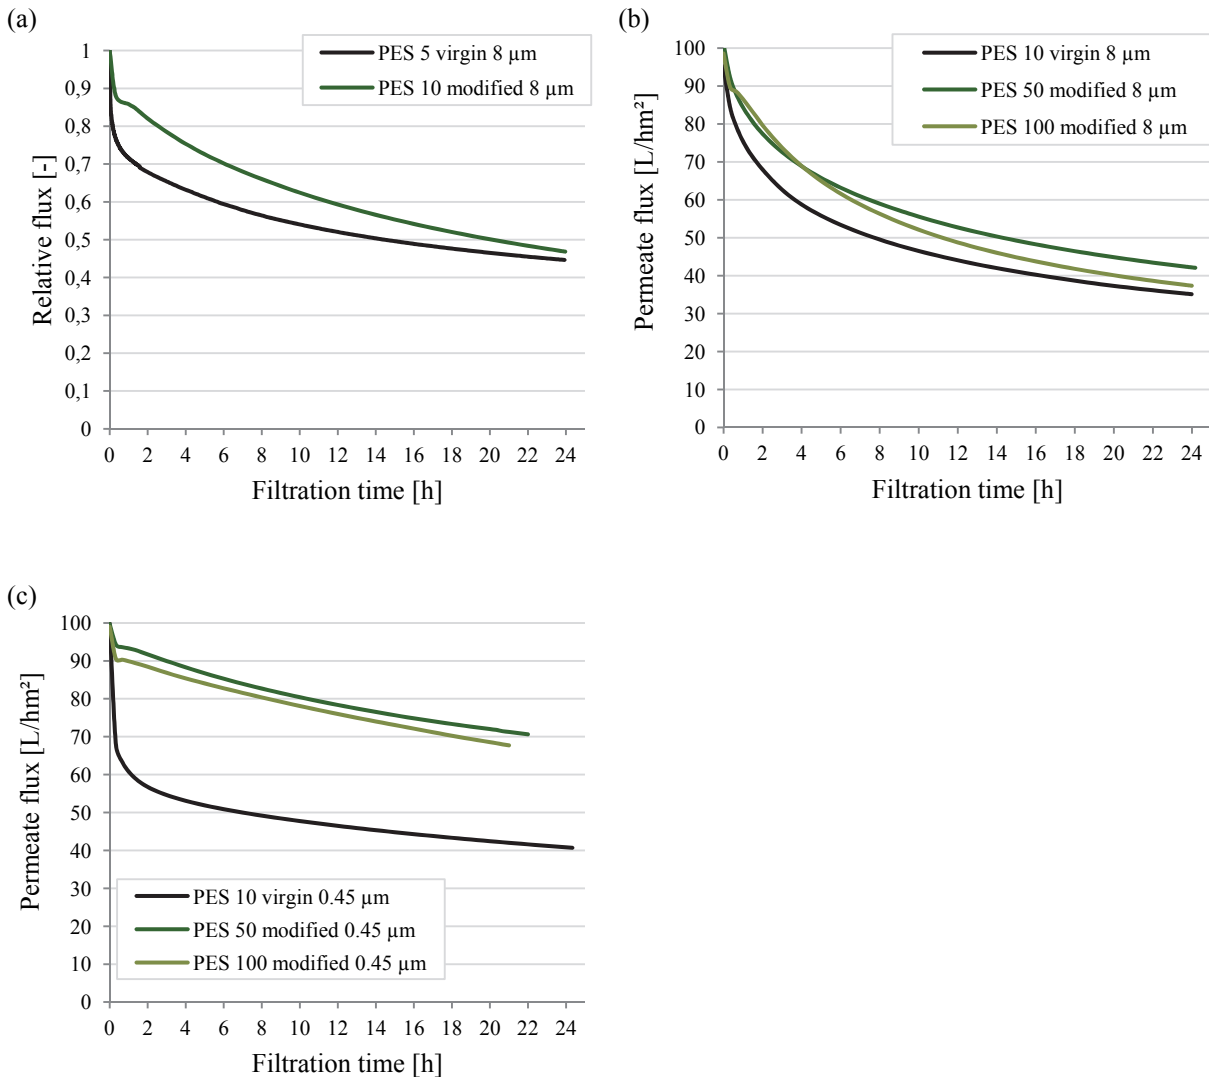 (a)
PES 5 virgin 8 µm
PES 10 modified 8 µm
Relative flux [-]
1
0,9
0,8
0,7
0,6
0,5
0,4
0,3
0,2
0,1
0
0 2 4 6 8 10 12 14 16 18 20 22 24
Filtration time [h]
(b)
PES 10 virgin 8 µm
PES 50 modified 8 µm
PES 100 modified 8 µm
Permeate flux [L/hm²]
100
90
80
70
60
50
40
30
20
10
0
0 2 4 6 8 10 12 14 16 18 20 22 24
Filtration time [h]
(c)
Permeate flux [L/hm²]
100
90
80
70
60
50
40
30
20
10
0
PES 10 virgin 0.45 µm
PES 50 modified 0.45 µm
PES 100 modified 0.45 µm
0 2 4 6 8 10 12 14 16 18 20 22 24
Filtration time [h]